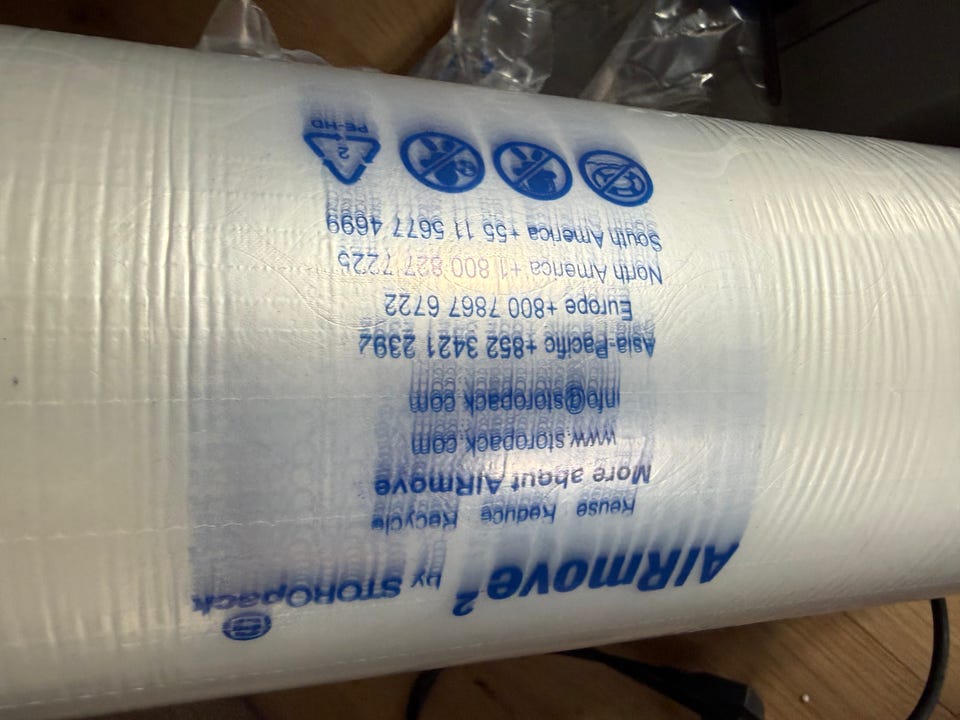 AIRmove² by STOROpack
Reuse Reduce Recycle
More about AIRmove
www.storopack.com
info@storopack.com
Asia-Pacific +852 3421 2392
Europe +800 7867 6722
North America +1 800 827 7225
South America +55 11 5677 4699
2
PE-HD